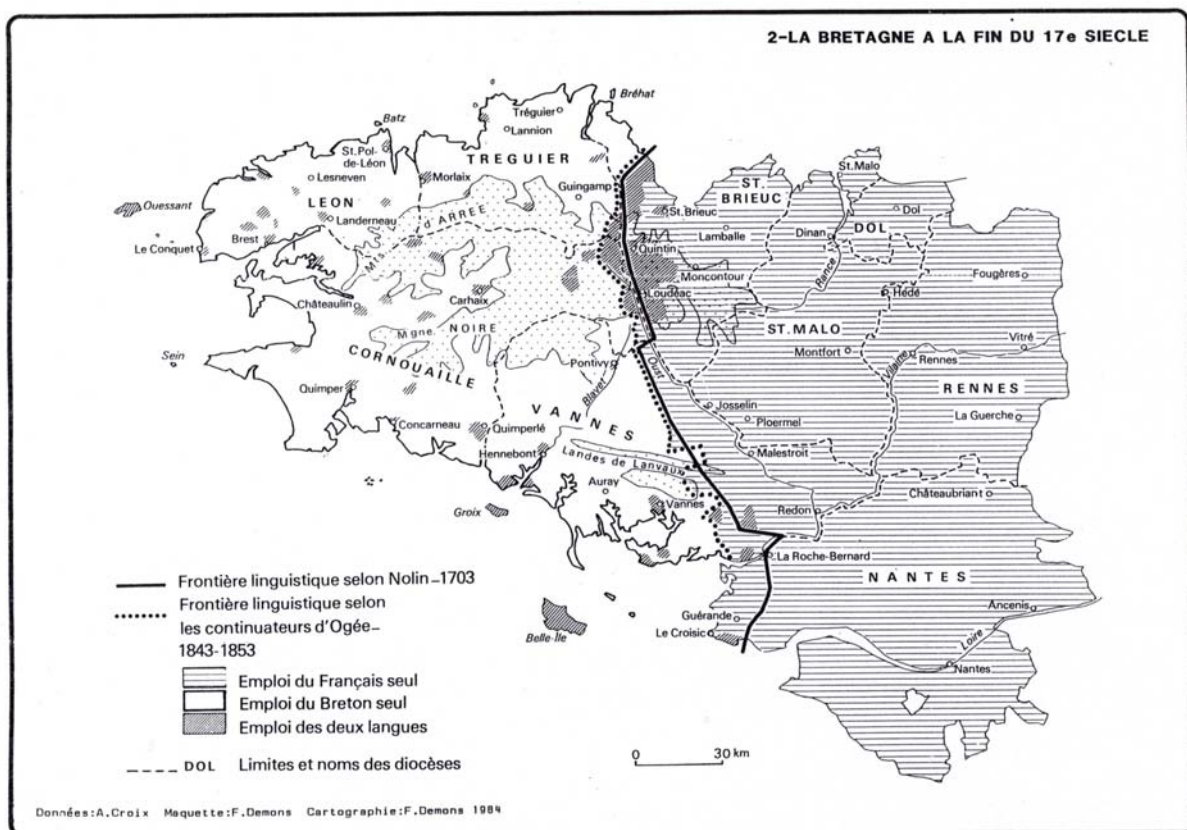 2-LA BRETAGNE A LA FIN DU 17e SIECLE
Bréhat
Tréguier
Batz
Lannion
St. Pol-
de-Léon
TREGUIER
St. Malo
Lesneven
Morlaix
ST.
BRIEUC
Guingamp
Ouessant
LEON
St. Brieuc
Dol
Landerneau
d'ARREE
Lamballe
Dinan
DOL
Brest
Mts.
Quintin
Le Conquet
Moncontour
Rance
Fougères
Carhaix
Loudéac
Hédé
Châteaulin
Mgne.
NOIRE
ST. MALO
Vitré
Montfort
Sein
CORNOUAILLE
Pontivy
Oust
Vilaine
Rennes
Blavet
RENNES
Quimper
Josselin
VANNES
Ploermel
La Guerche
Concarneau
Quimperlé
Hennebont
Malestroit
Landes de Lanvaux
Auray
Châteaubriant
Groix
Vannes
Redon
La Roche-Bernard
NANTES
Guérande
Ancenis
Belle-Ile
Le Croisic
Loire
Nantes
Frontière linguistique selon Nolin-1703
Frontière linguistique selon
les continuateurs d'Ogée-
1843-1853
Emploi du Français seul
Emploi du Breton seul
Emploi des deux langues
DOL Limites et noms des diocèses
0 30 km
Données:A.Croix Maquette:F.Demons Cartographie:F.Demons 1984